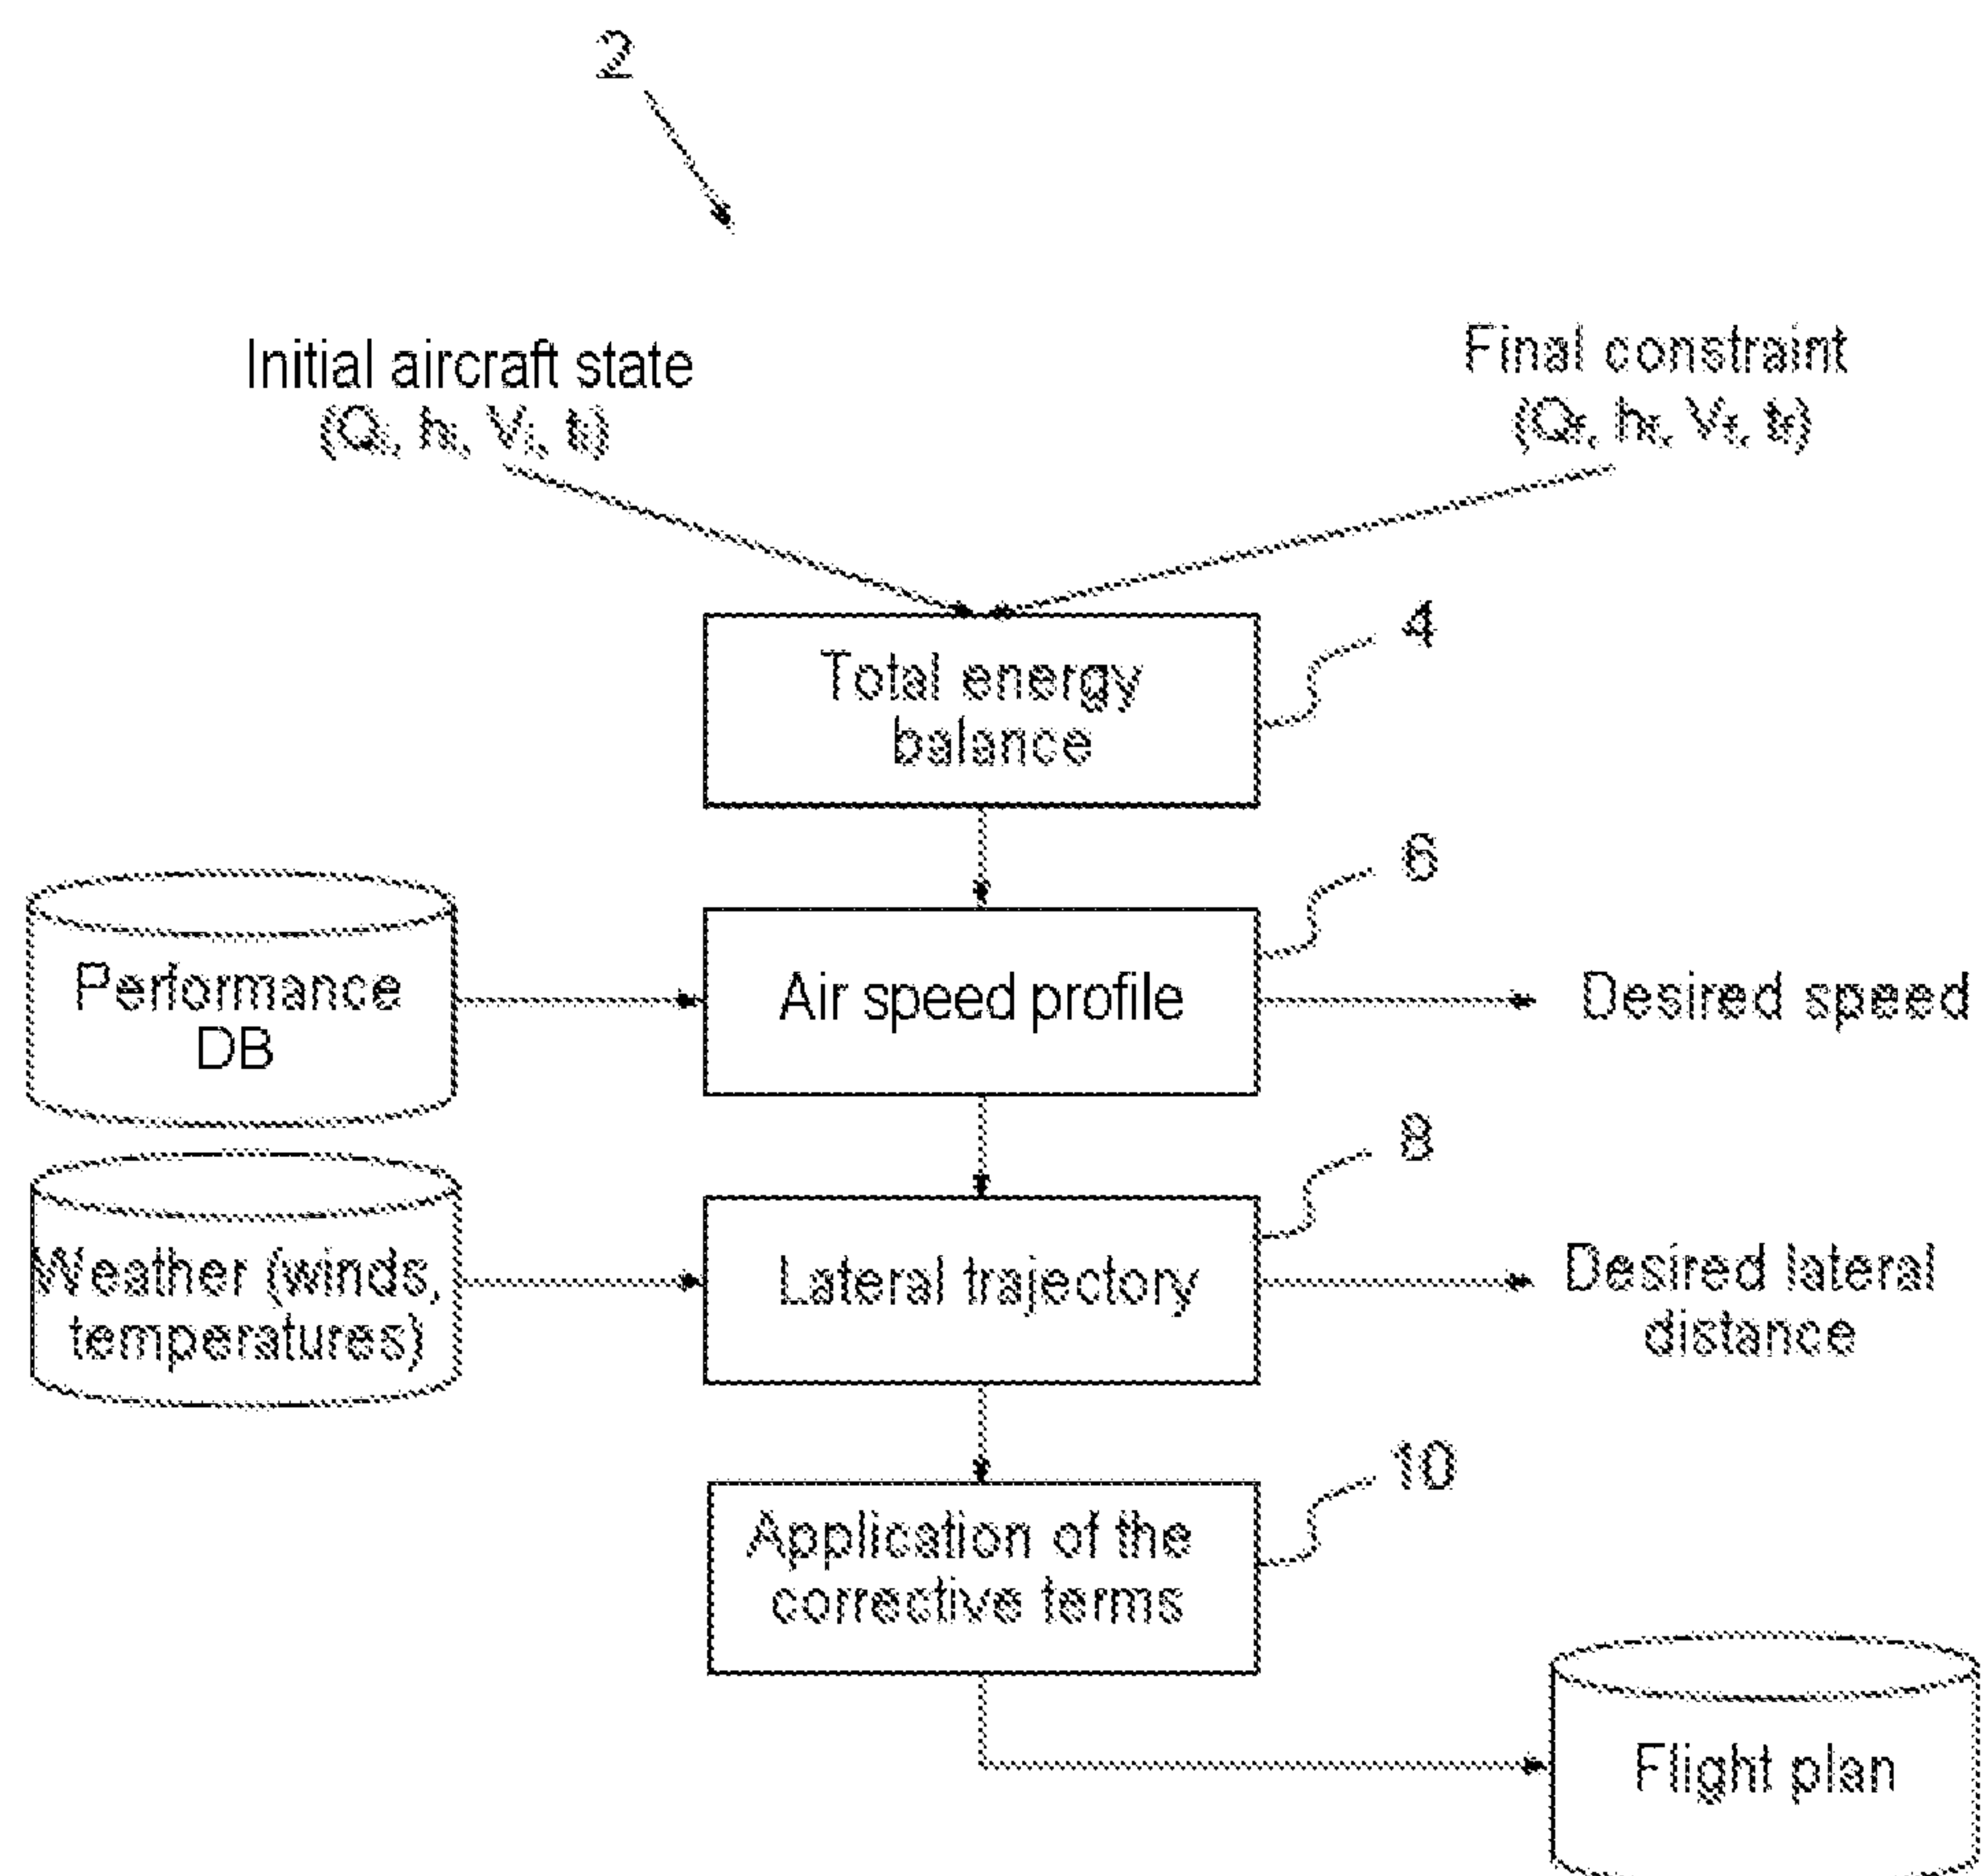 2
Initial aircraft state
(Qi, hi, Vi, ti)
Final constraint
(Qf, hf, Vf, tf)
Total energy
balance
4
6
Performance
DB
Air speed profile
Desired speed
8
Weather (winds,
temperatures)
Lateral trajectory
Desired lateral
distance
10
Application of the
corrective terms
Flight plan